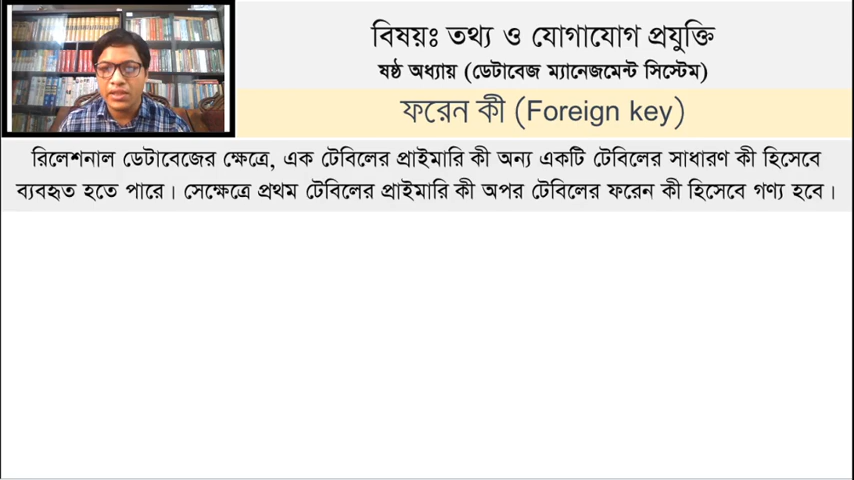 বিষয়ঃ তথ্য ও যোগাযোগ প্রযুক্তি
ষষ্ঠ অধ্যায় (ডেটাবেজ ম্যানেজমেন্ট সিস্টেম)
ফরেন কী (Foreign key)
রিলেশনাল ডেটাবেজের ক্ষেত্রে, এক টেবিলের প্রাইমারি কী অন্য একটি টেবিলের সাধারণ কী হিসেবে
ব্যবহৃত হতে পারে। সেক্ষেত্রে প্রথম টেবিলের প্রাইমারি কী অপর টেবিলের ফরেন কী হিসেবে গণ্য হবে।